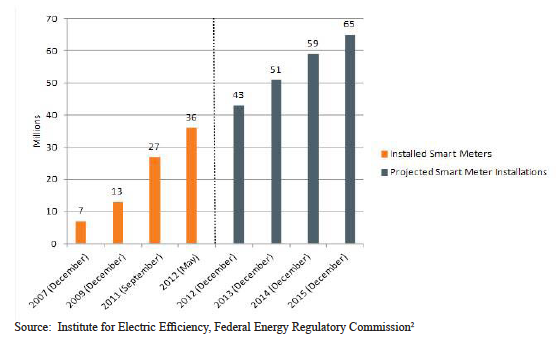 70
60
50
40
30
20
10
0
Millions
7
13
27
36
43
51
59
65
2007 (December)
2009 (December)
2011 (September)
2012 (May)
2012 (December)
2013 (December)
2014 (December)
2015 (December)
Installed Smart Meters
Projected Smart Meter Installations
Source: Institute for Electric Efficiency, Federal Energy Regulatory Commission²